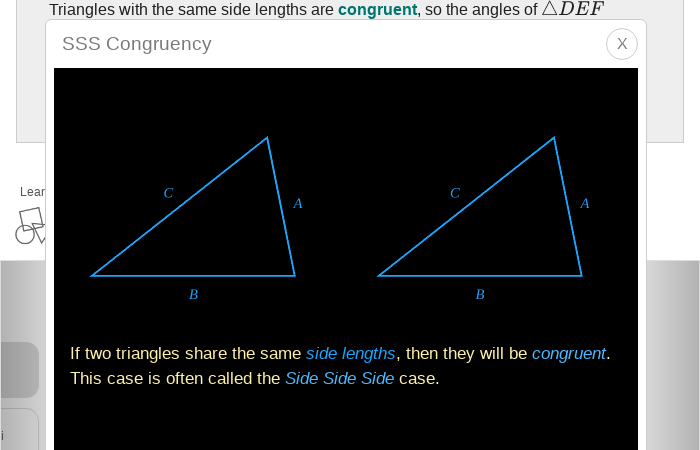 Triangles with the same side lengths are congruent, so the angles of △DEF
SSS Congruency
X
C
A
B
C
A
B
If two triangles share the same side lengths, then they will be congruent.
This case is often called the Side Side Side case.
Lear
i